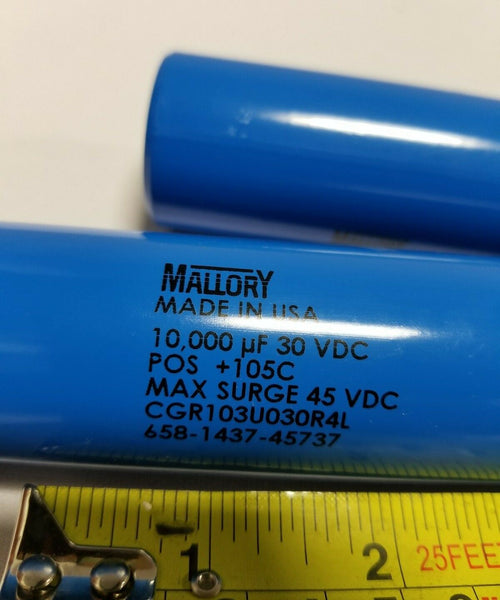 MALLORY
MADE IN USA
10,000 µF 30 VDC
POS +105C
MAX SURGE 45 VDC
CGR103U030R4L
658-1437-45737
1 2 25FEE